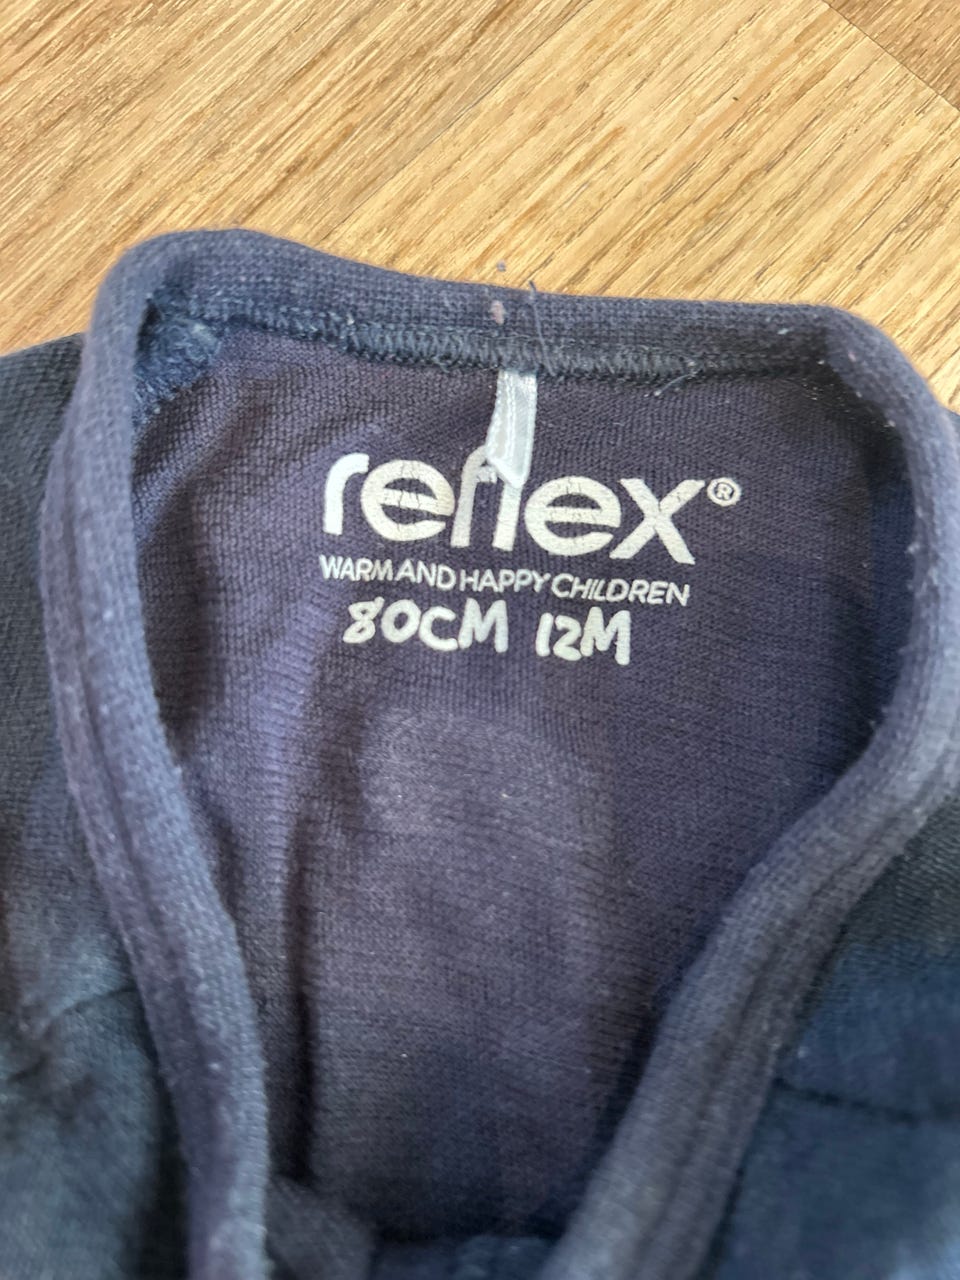 reflex®
WARM AND HAPPY CHILDREN
80CM 12M